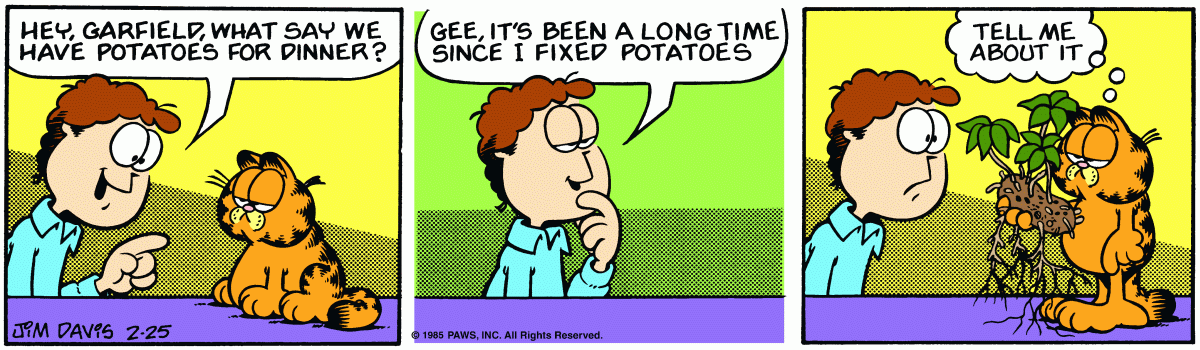 HEY, GARFIELD, WHAT SAY WE
HAVE POTATOES FOR DINNER?
JIM DAVIS 2-25
GEE, IT'S BEEN A LONG TIME
SINCE I FIXED POTATOES
© 1985 PAWS, INC. All Rights Reserved.
TELL ME
ABOUT IT